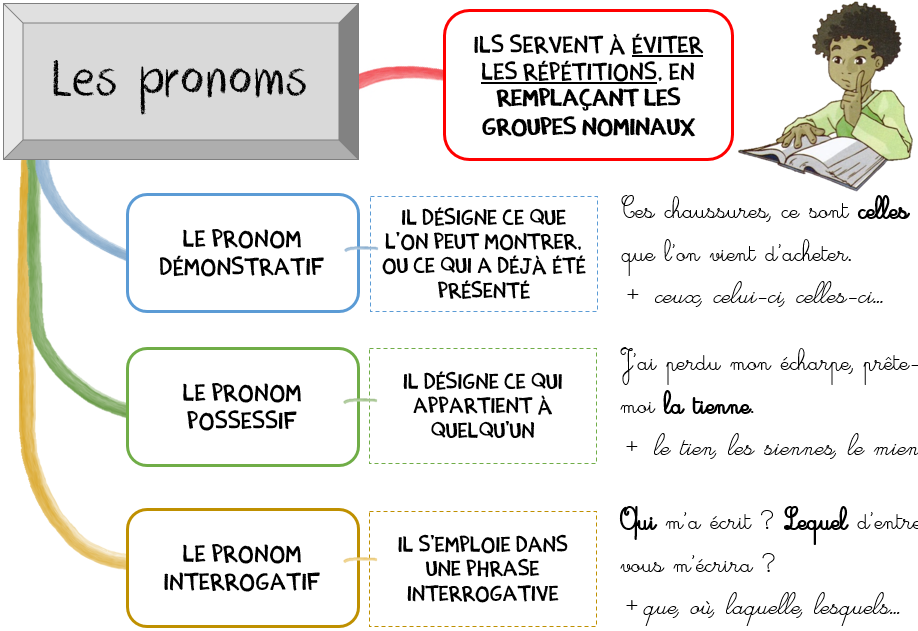 Les pronoms
ILS SERVENT À ÉVITER
LES RÉPÉTITIONS, EN
REMPLAÇANT LES
GROUPES NOMINAUX
LE PRONOM
DÉMONSTRATIF
IL DÉSIGNE CE QUE
L'ON PEUT MONTRER,
OU CE QUI A DÉJÀ ÉTÉ
PRÉSENTÉ
Ces chaussures, ce sont celles
que l'on vient d'acheter.
+ ceux, celui-ci, celles-ci...
LE PRONOM
POSSESSIF
IL DÉSIGNE CE QUI
APPARTIENT À
QUELQU'UN
J'ai perdu mon écharpe, prête-
moi la tienne.
+ le tien, les siennes, le mien
LE PRONOM
INTERROGATIF
IL S'EMPLOIE DANS
UNE PHRASE
INTERROGATIVE
Qui m'a écrit ? Lequel d'entre
vous m'écrira ?
+ que, où, laquelle, lesquels...